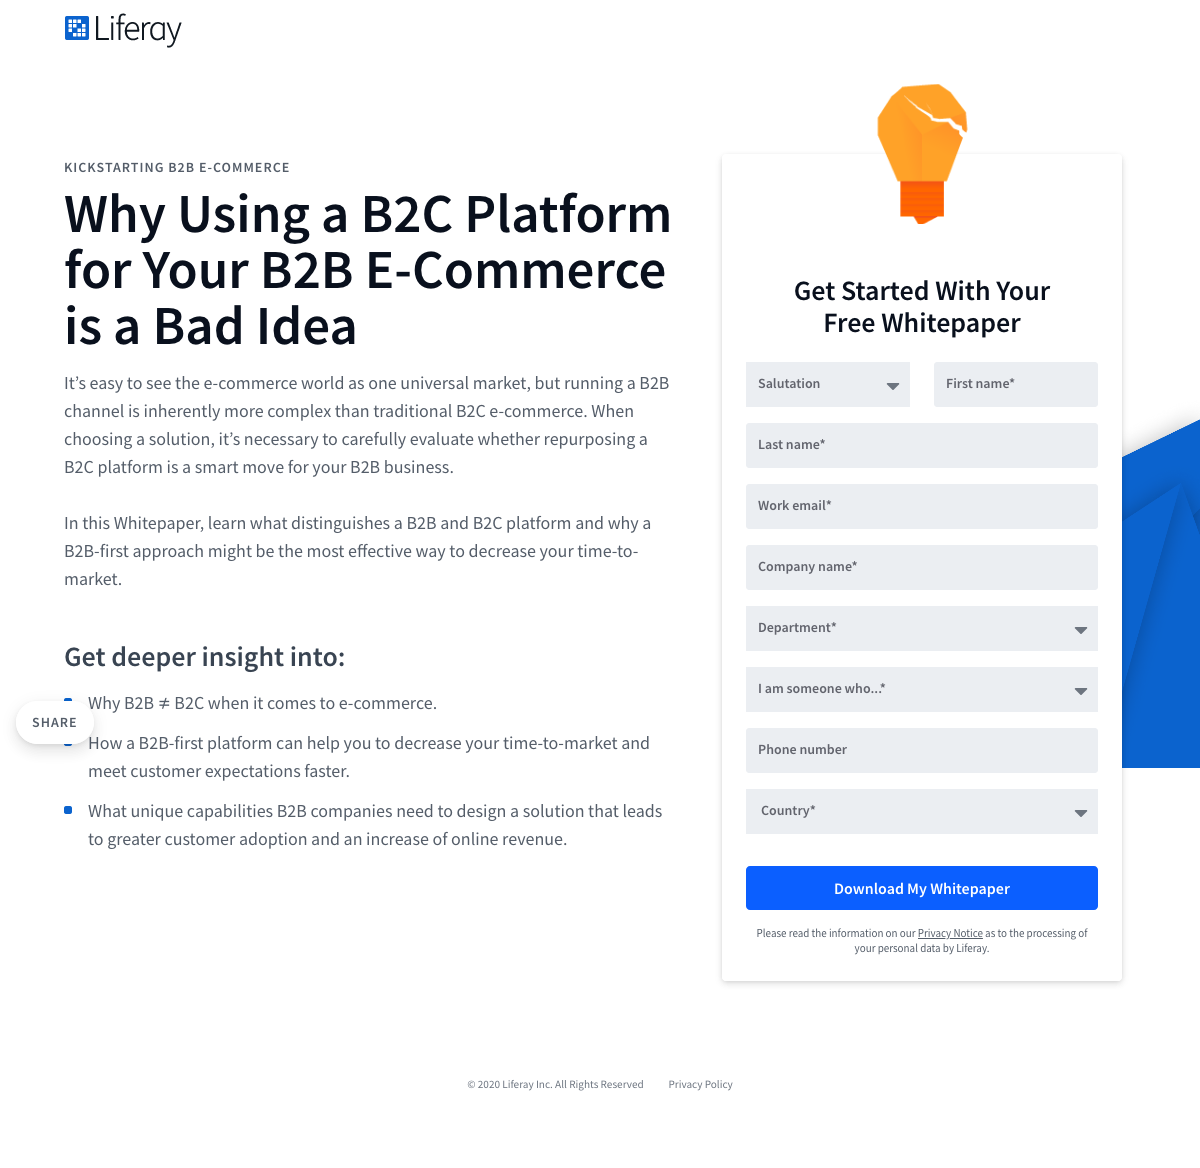 Liferay
KICKSTARTING B2B E-COMMERCE
Why Using a B2C Platform
for Your B2B E-Commerce
is a Bad Idea
It’s easy to see the e-commerce world as one universal market, but running a B2B
channel is inherently more complex than traditional B2C e-commerce. When
choosing a solution, it’s necessary to carefully evaluate whether repurposing a
B2C platform is a smart move for your B2B business.
In this Whitepaper, learn what distinguishes a B2B and B2C platform and why a
B2B-first approach might be the most effective way to decrease your time-to-
market.
Get deeper insight into:
Why B2B ≠ B2C when it comes to e-commerce.
SHARE
How a B2B-first platform can help you to decrease your time-to-market and
meet customer expectations faster.
What unique capabilities B2B companies need to design a solution that leads
to greater customer adoption and an increase of online revenue.
Get Started With Your
Free Whitepaper
Salutation
First name*
Last name*
Work email*
Company name*
Department*
I am someone who...*
Phone number
Country*
Download My Whitepaper
Please read the information on our Privacy Notice as to the processing of
your personal data by Liferay.
© 2020 Liferay Inc. All Rights Reserved Privacy Policy